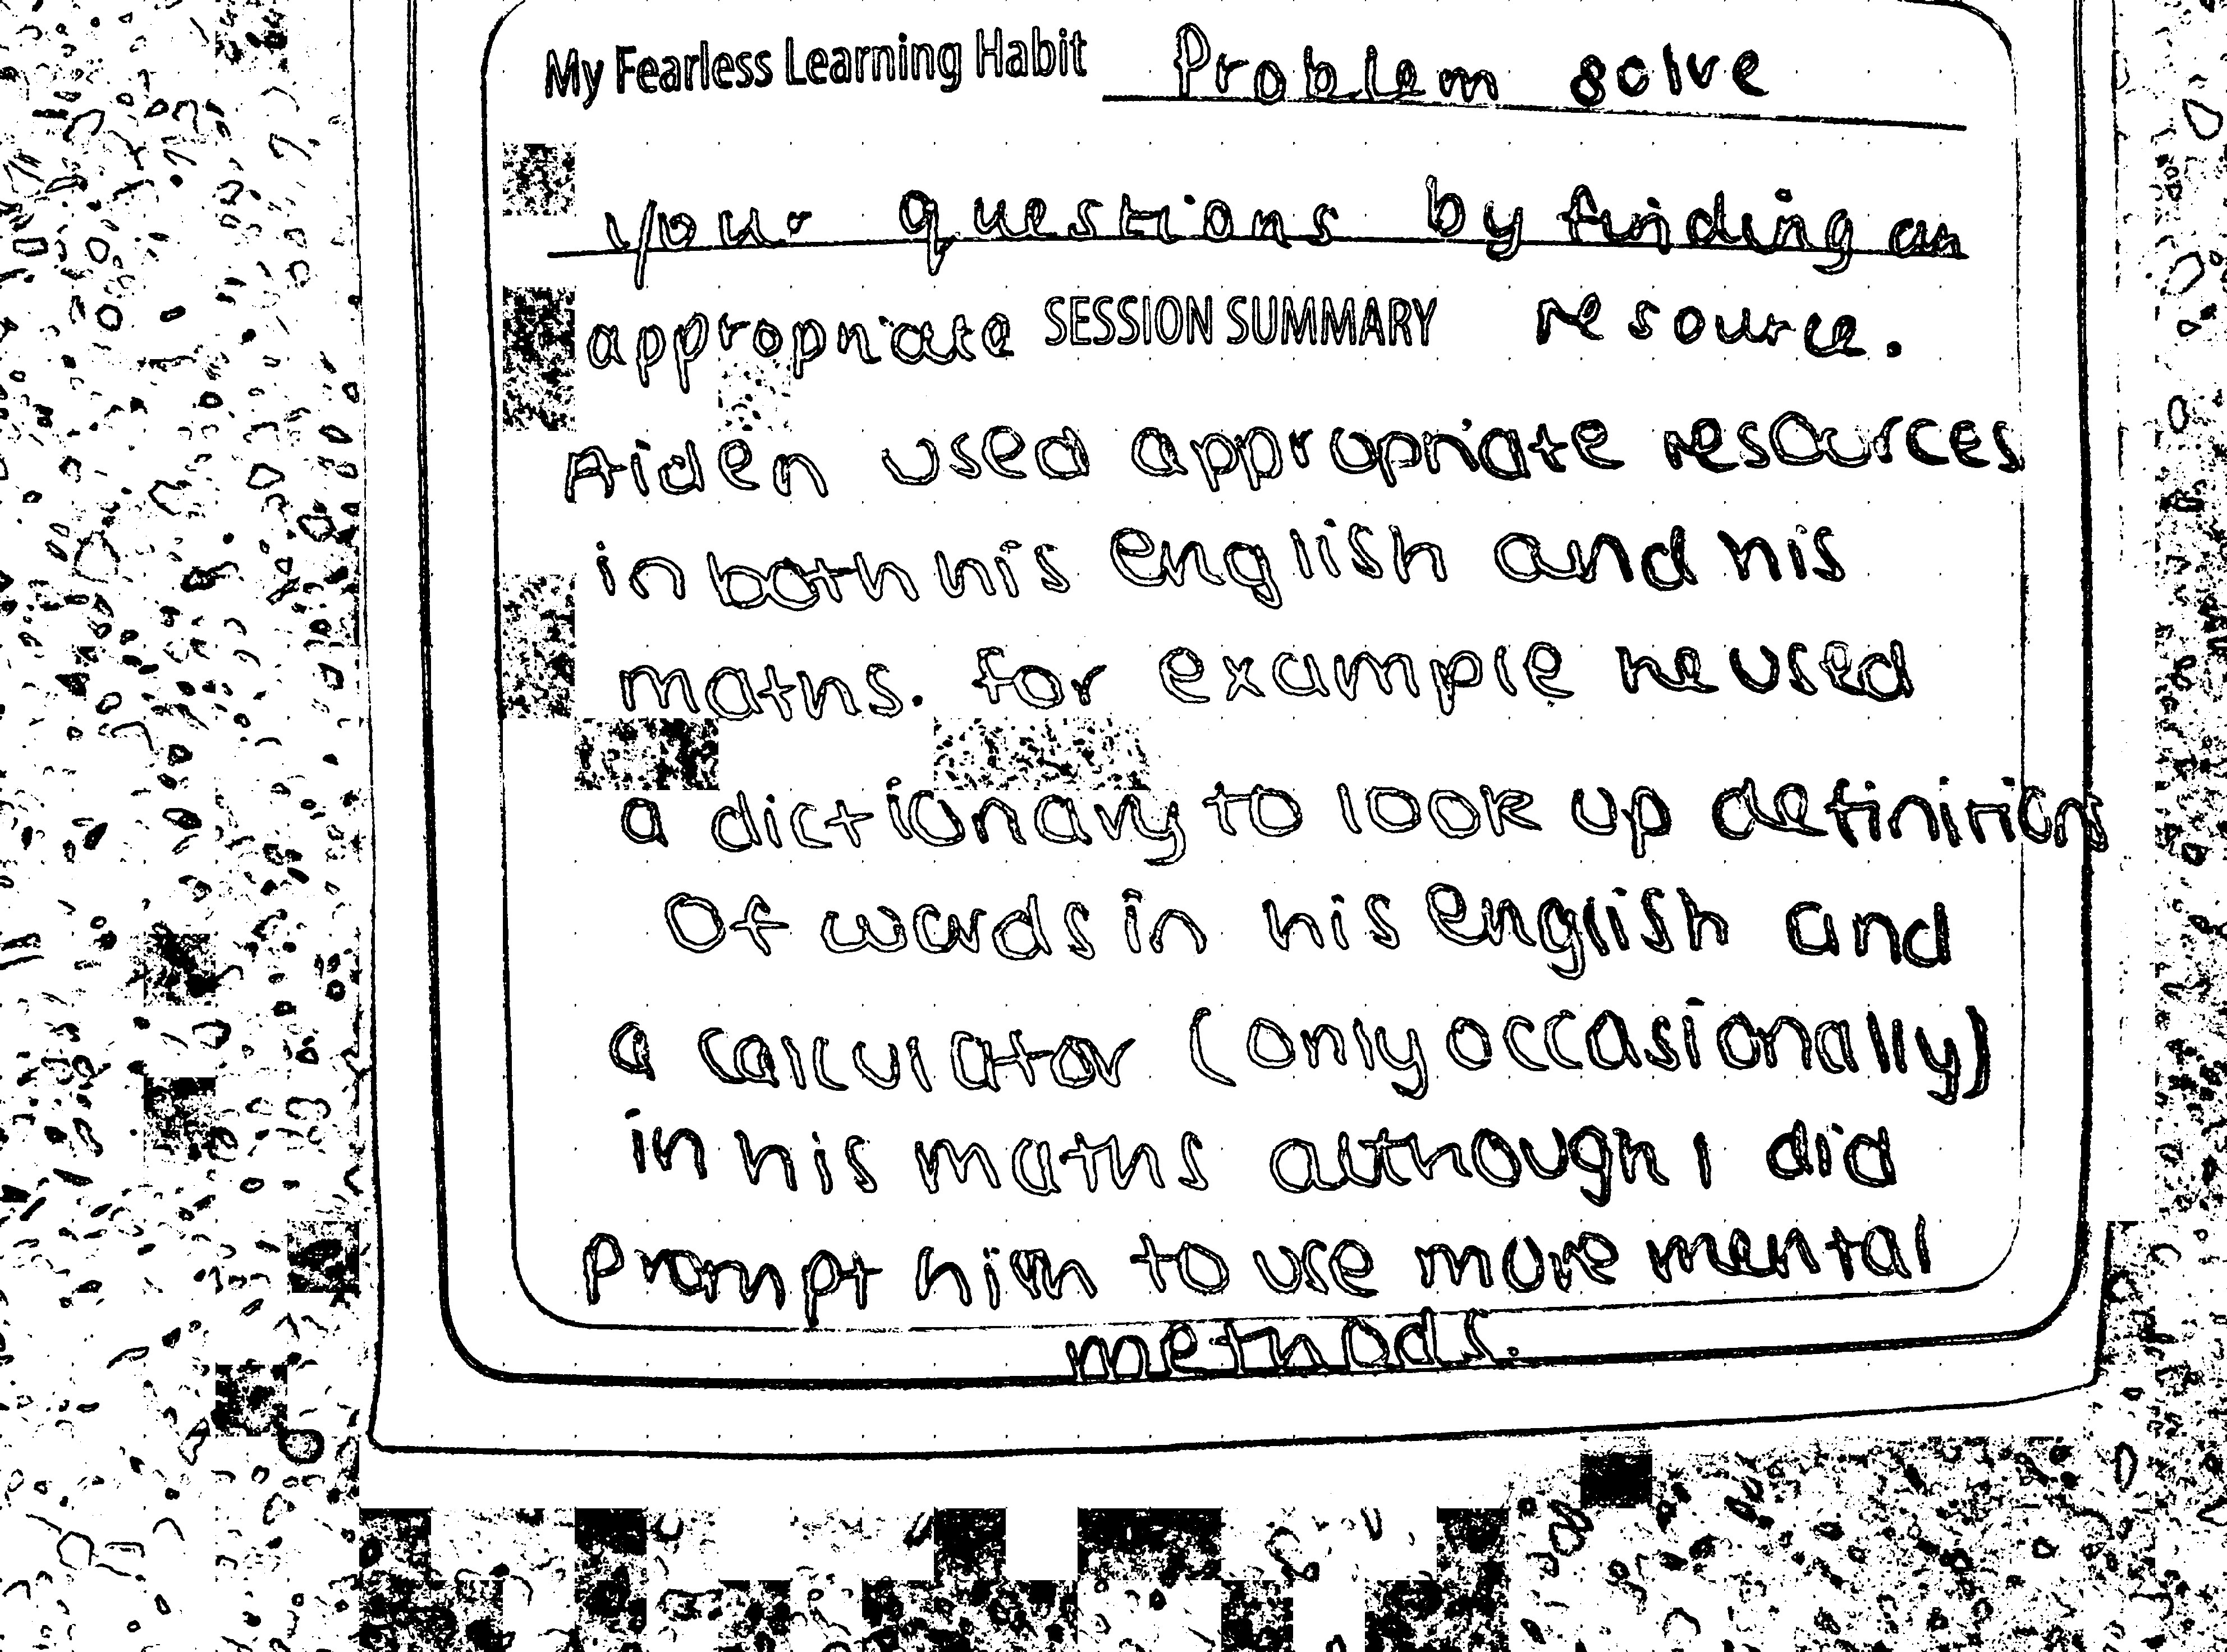 My Fearless Learning Habit Problem solve
your questions by finding an
appropriate SESSION SUMMARY resource.
Aiden used appropriate resources
in both his english and his
maths. for example he used
a dictionary to look up definitions
of words in his english and
a calculator (only occasionally)
in his maths although I did
Prompt him to use more mental
methods.